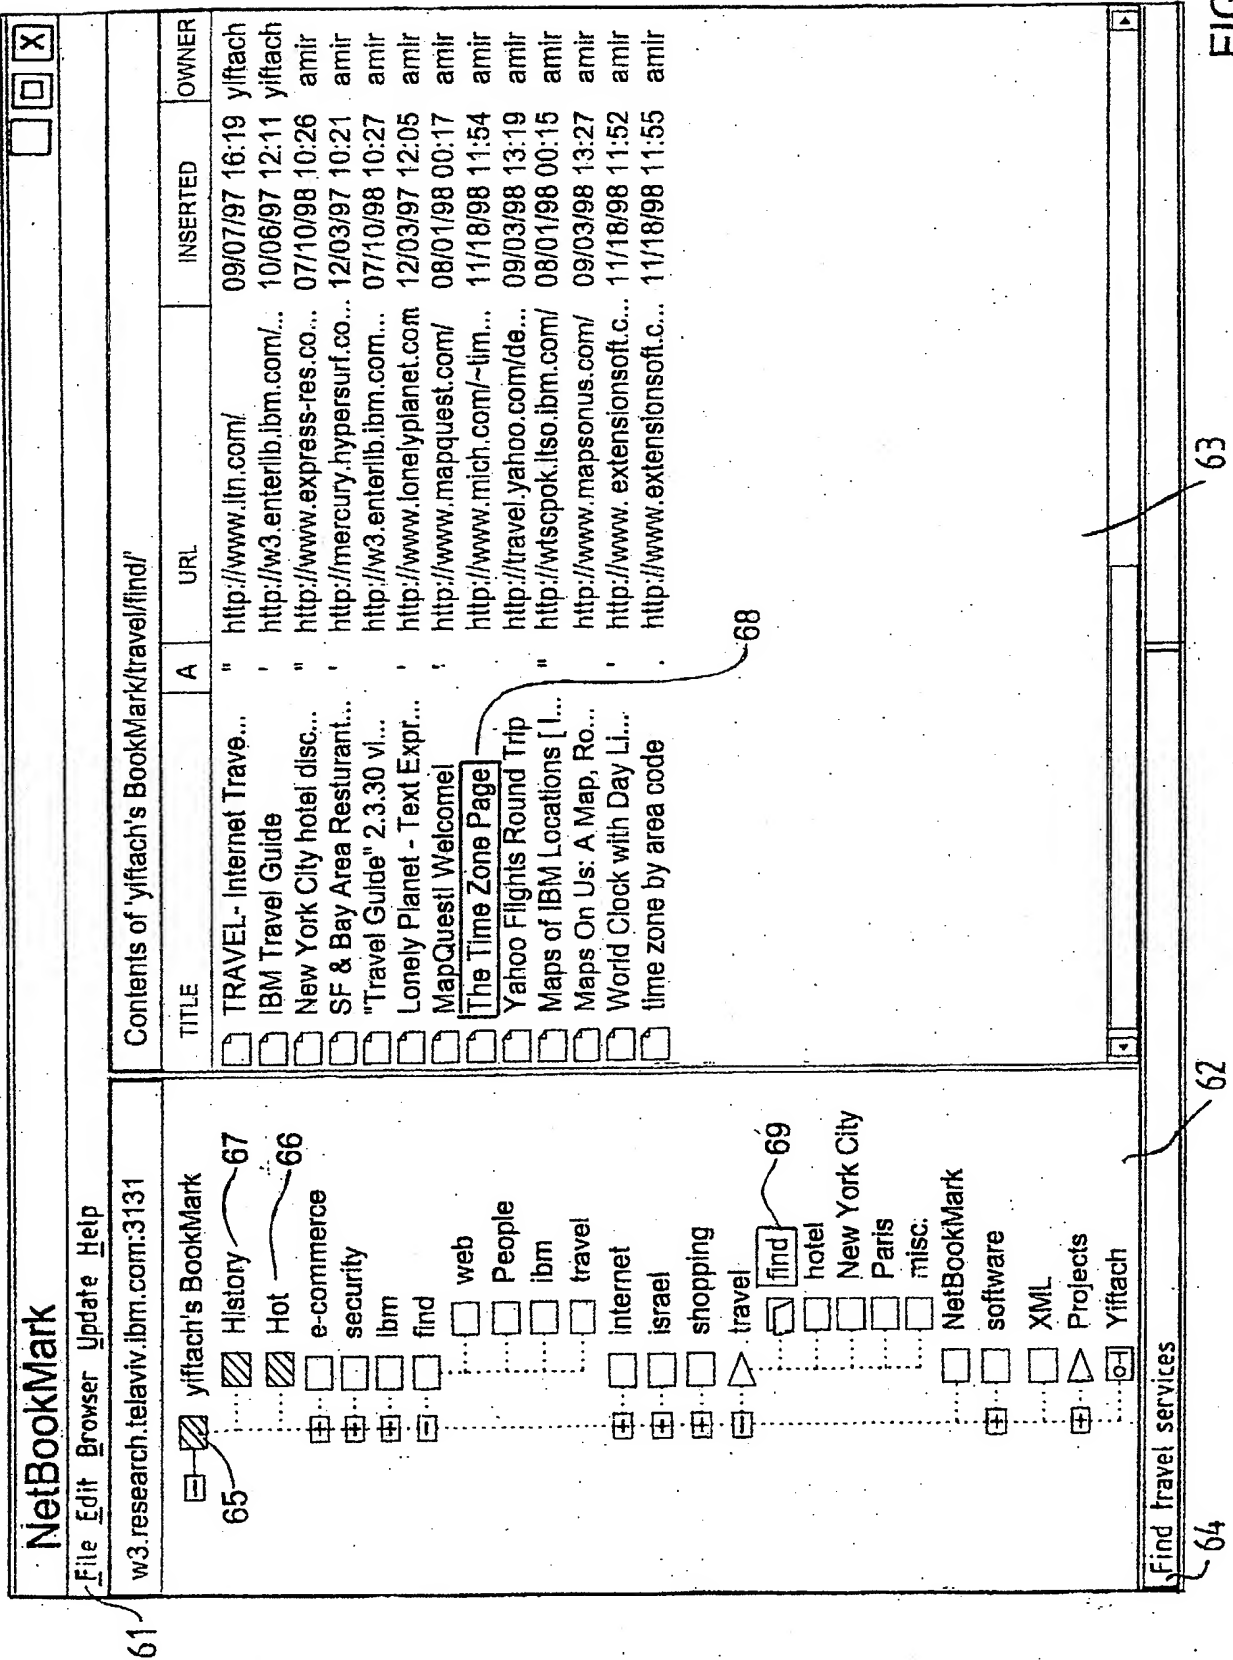 NetBookMark
X
File Edit Browser Update Help
w3.research.telaviv.ibm.com:3131
Contents of 'yiftach's BookMark/travel/find/'
yiftach's BookMark
History
Hot
e-commerce
security
ibm
find
web
People
ibm
travel
internet
israel
shopping
travel
find
hotel
New York City
Paris
misc.
NetBookMark
software
XML
Projects
Yiftach
TITLE A URL INSERTED OWNER
TRAVEL- Internet Trave... " http://www.itn.com/ 09/07/97 16:19 yiftach
IBM Travel Guide ' http://w3.enterlib.ibm.com/... 10/06/97 12:11 yiftach
New York City hotel disc... " http://www.express-res.co... 07/10/98 10:26 amir
SF & Bay Area Resturant... ' http://mercury.hypersurf.co... 12/03/97 10:21 amir
"Travel Guide" 2.3.30 vi... http://w3.enterlib.ibm.com... 07/10/98 10:27 amir
Lonely Planet - Text Expr... ' http://www.lonelyplanet.com 12/03/97 12:05 amir
MapQuest! Welcome! http://www.mapquest.com/ 08/01/98 00:17 amir
The Time Zone Page http://www.mich.com/~tim... 11/18/98 11:54 amir
Yahoo Flights Round Trip http://travel.yahoo.com/de... 09/03/98 13:19 amir
Maps of IBM Locations [ I... " http://wtscpok.itso.ibm.com/ 08/01/98 00:15 amir
Maps On Us: A Map, Ro... http://www.mapsonus.com/ 09/03/98 13:27 amir
World Clock with Day Li... ' http://www. extensionsoft.c... 11/18/98 11:52 amir
time zone by area code http://www.extensionsoft.c... 11/18/98 11:55 amir
Find travel services
61
62
63
64
65
66
67
68
69